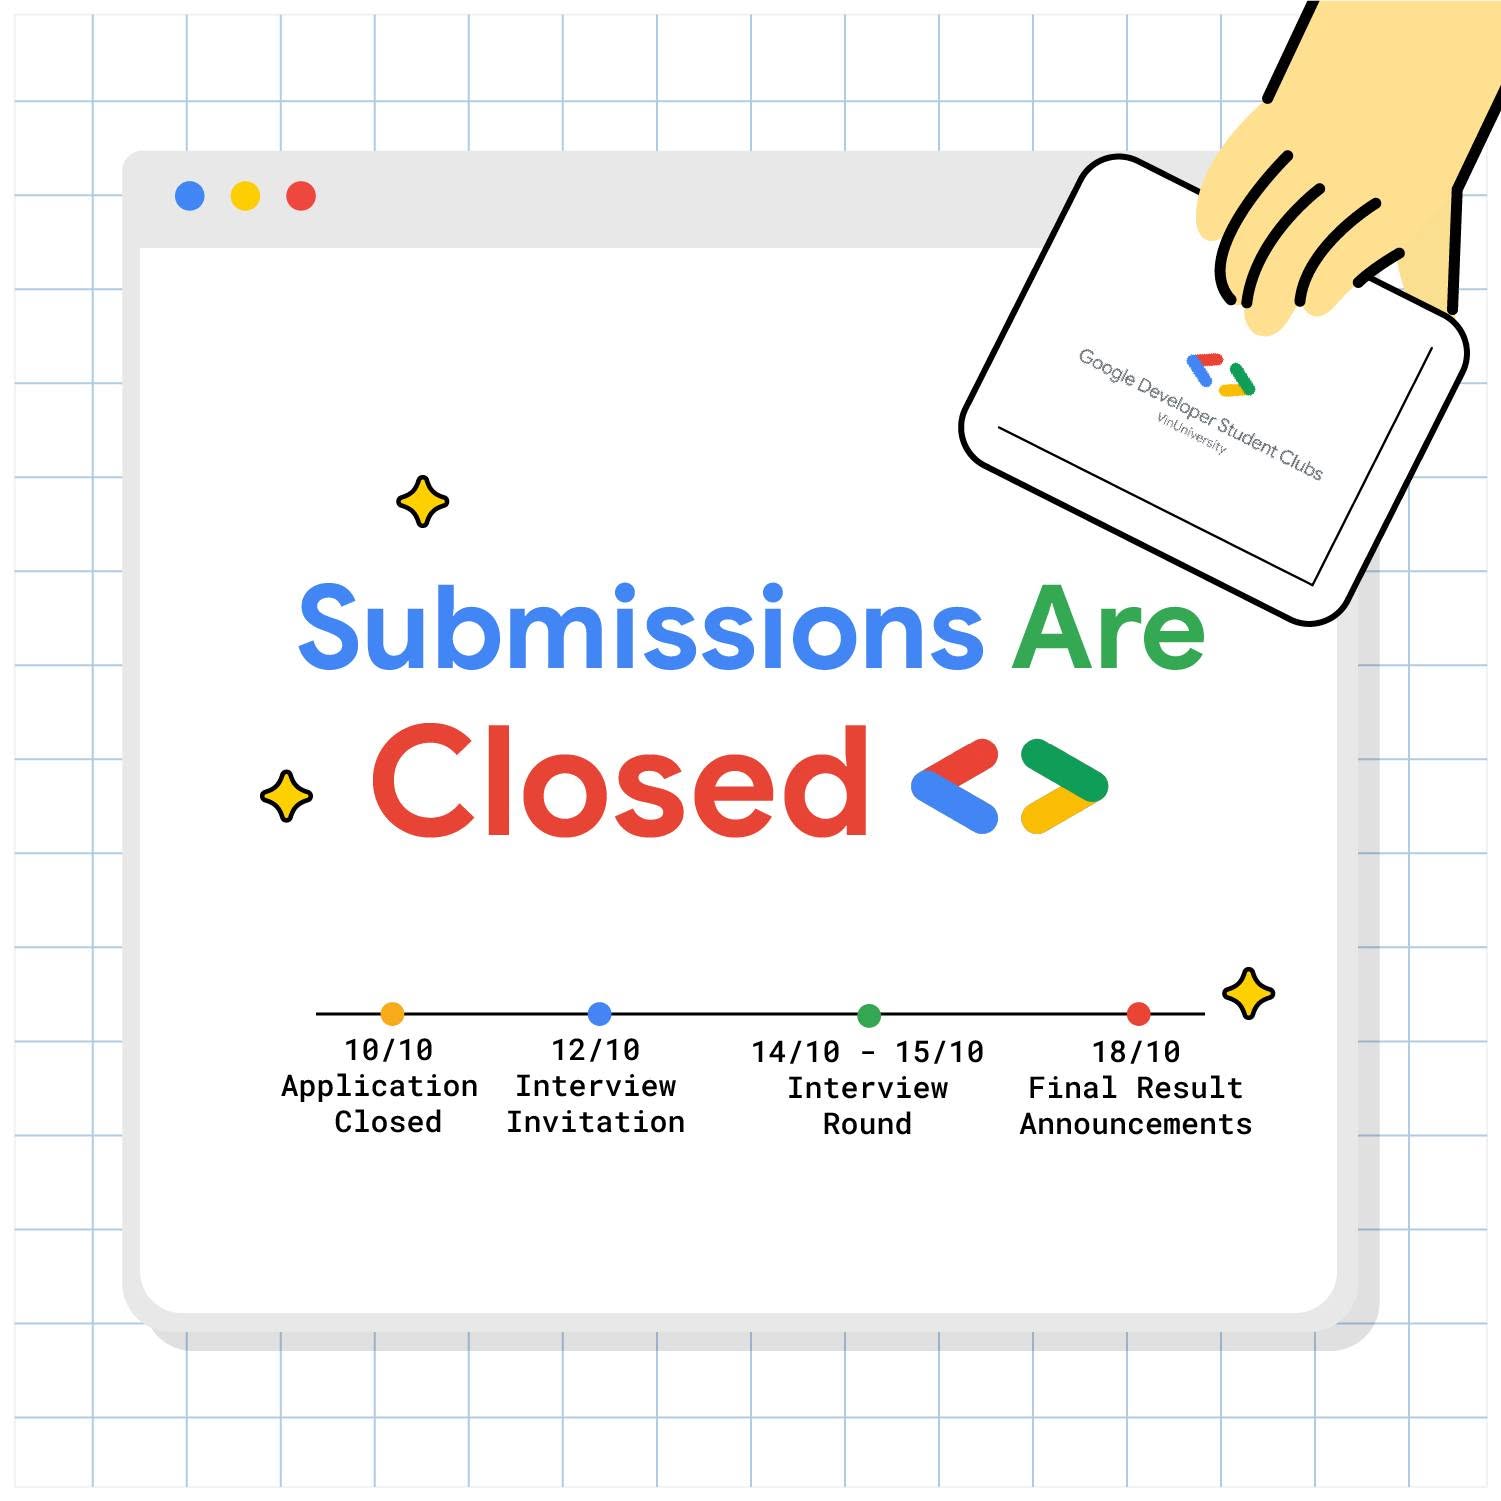 Google Developer Student Clubs
VinUniversity
Submissions Are
Closed
10/10
Application
Closed
12/10
Interview
Invitation
14/10 - 15/10
Interview
Round
18/10
Final Result
Announcements